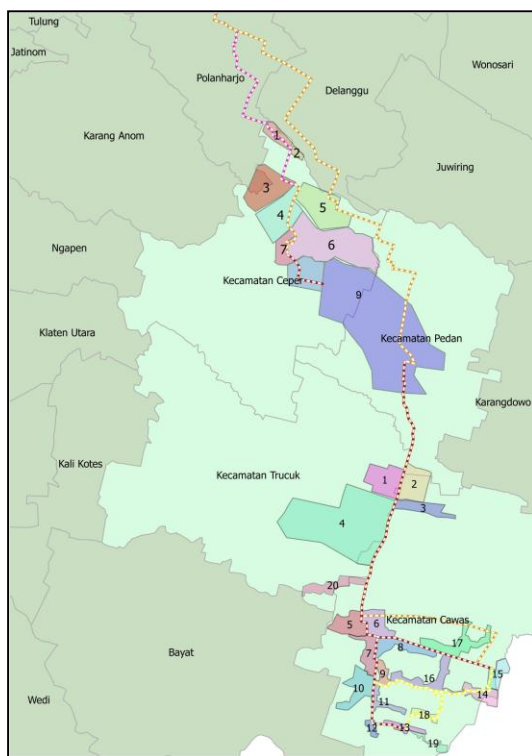 Tulung
Jatinom
Polanharjo
Wonosari
Delanggu
Karang Anom
1
2
Juwiring
3
5
4
Ngapen
7
6
Kecamatan Ceper
9
Klaten Utara
Kecamatan Pedan
Karangdowo
Kali Kotes
Kecamatan Trucuk
1
2
3
4
20
5
6
Kecamatan Cawas
17
7
8
Bayat
9
16
15
10
14
Wedi
11
18
12
13
19